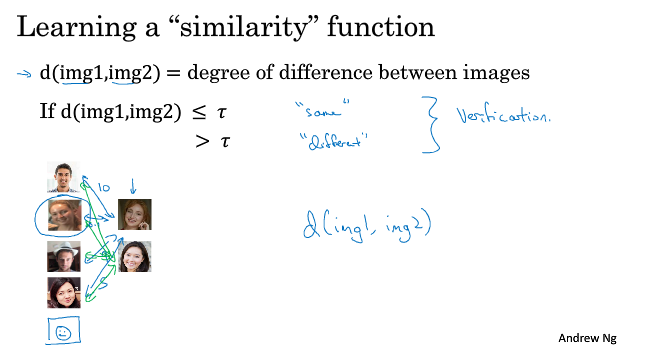 Learning a “similarity” function
→ d(img1,img2) = degree of difference between images
If d(img1,img2) ≤ τ "same"
> τ "different" } Verification.
10
d(img1, img2)
Andrew Ng